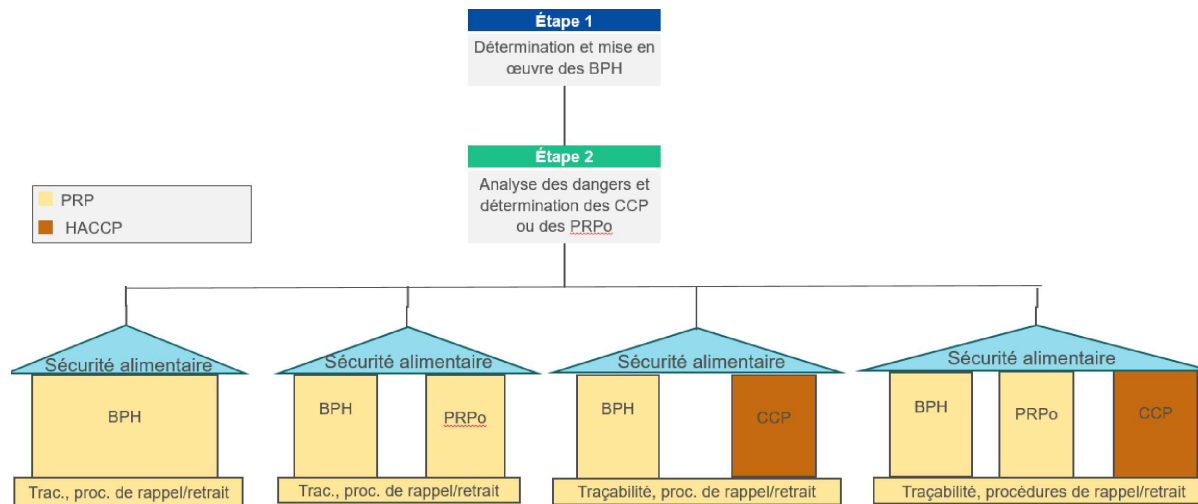 Étape 1
Détermination et mise en
œuvre des BPH
Étape 2
Analyse des dangers et
détermination des CCP
ou des PRPo
PRP
HACCP
Sécurité alimentaire
BPH
Trac., proc. de rappel/retrait
Sécurité alimentaire
BPH
PRPo
Trac., proc. de rappel/retrait
Sécurité alimentaire
BPH
CCP
Traçabilité, proc. de rappel/retrait
Sécurité alimentaire
BPH
PRPo
CCP
Traçabilité, procédures de rappel/retrait